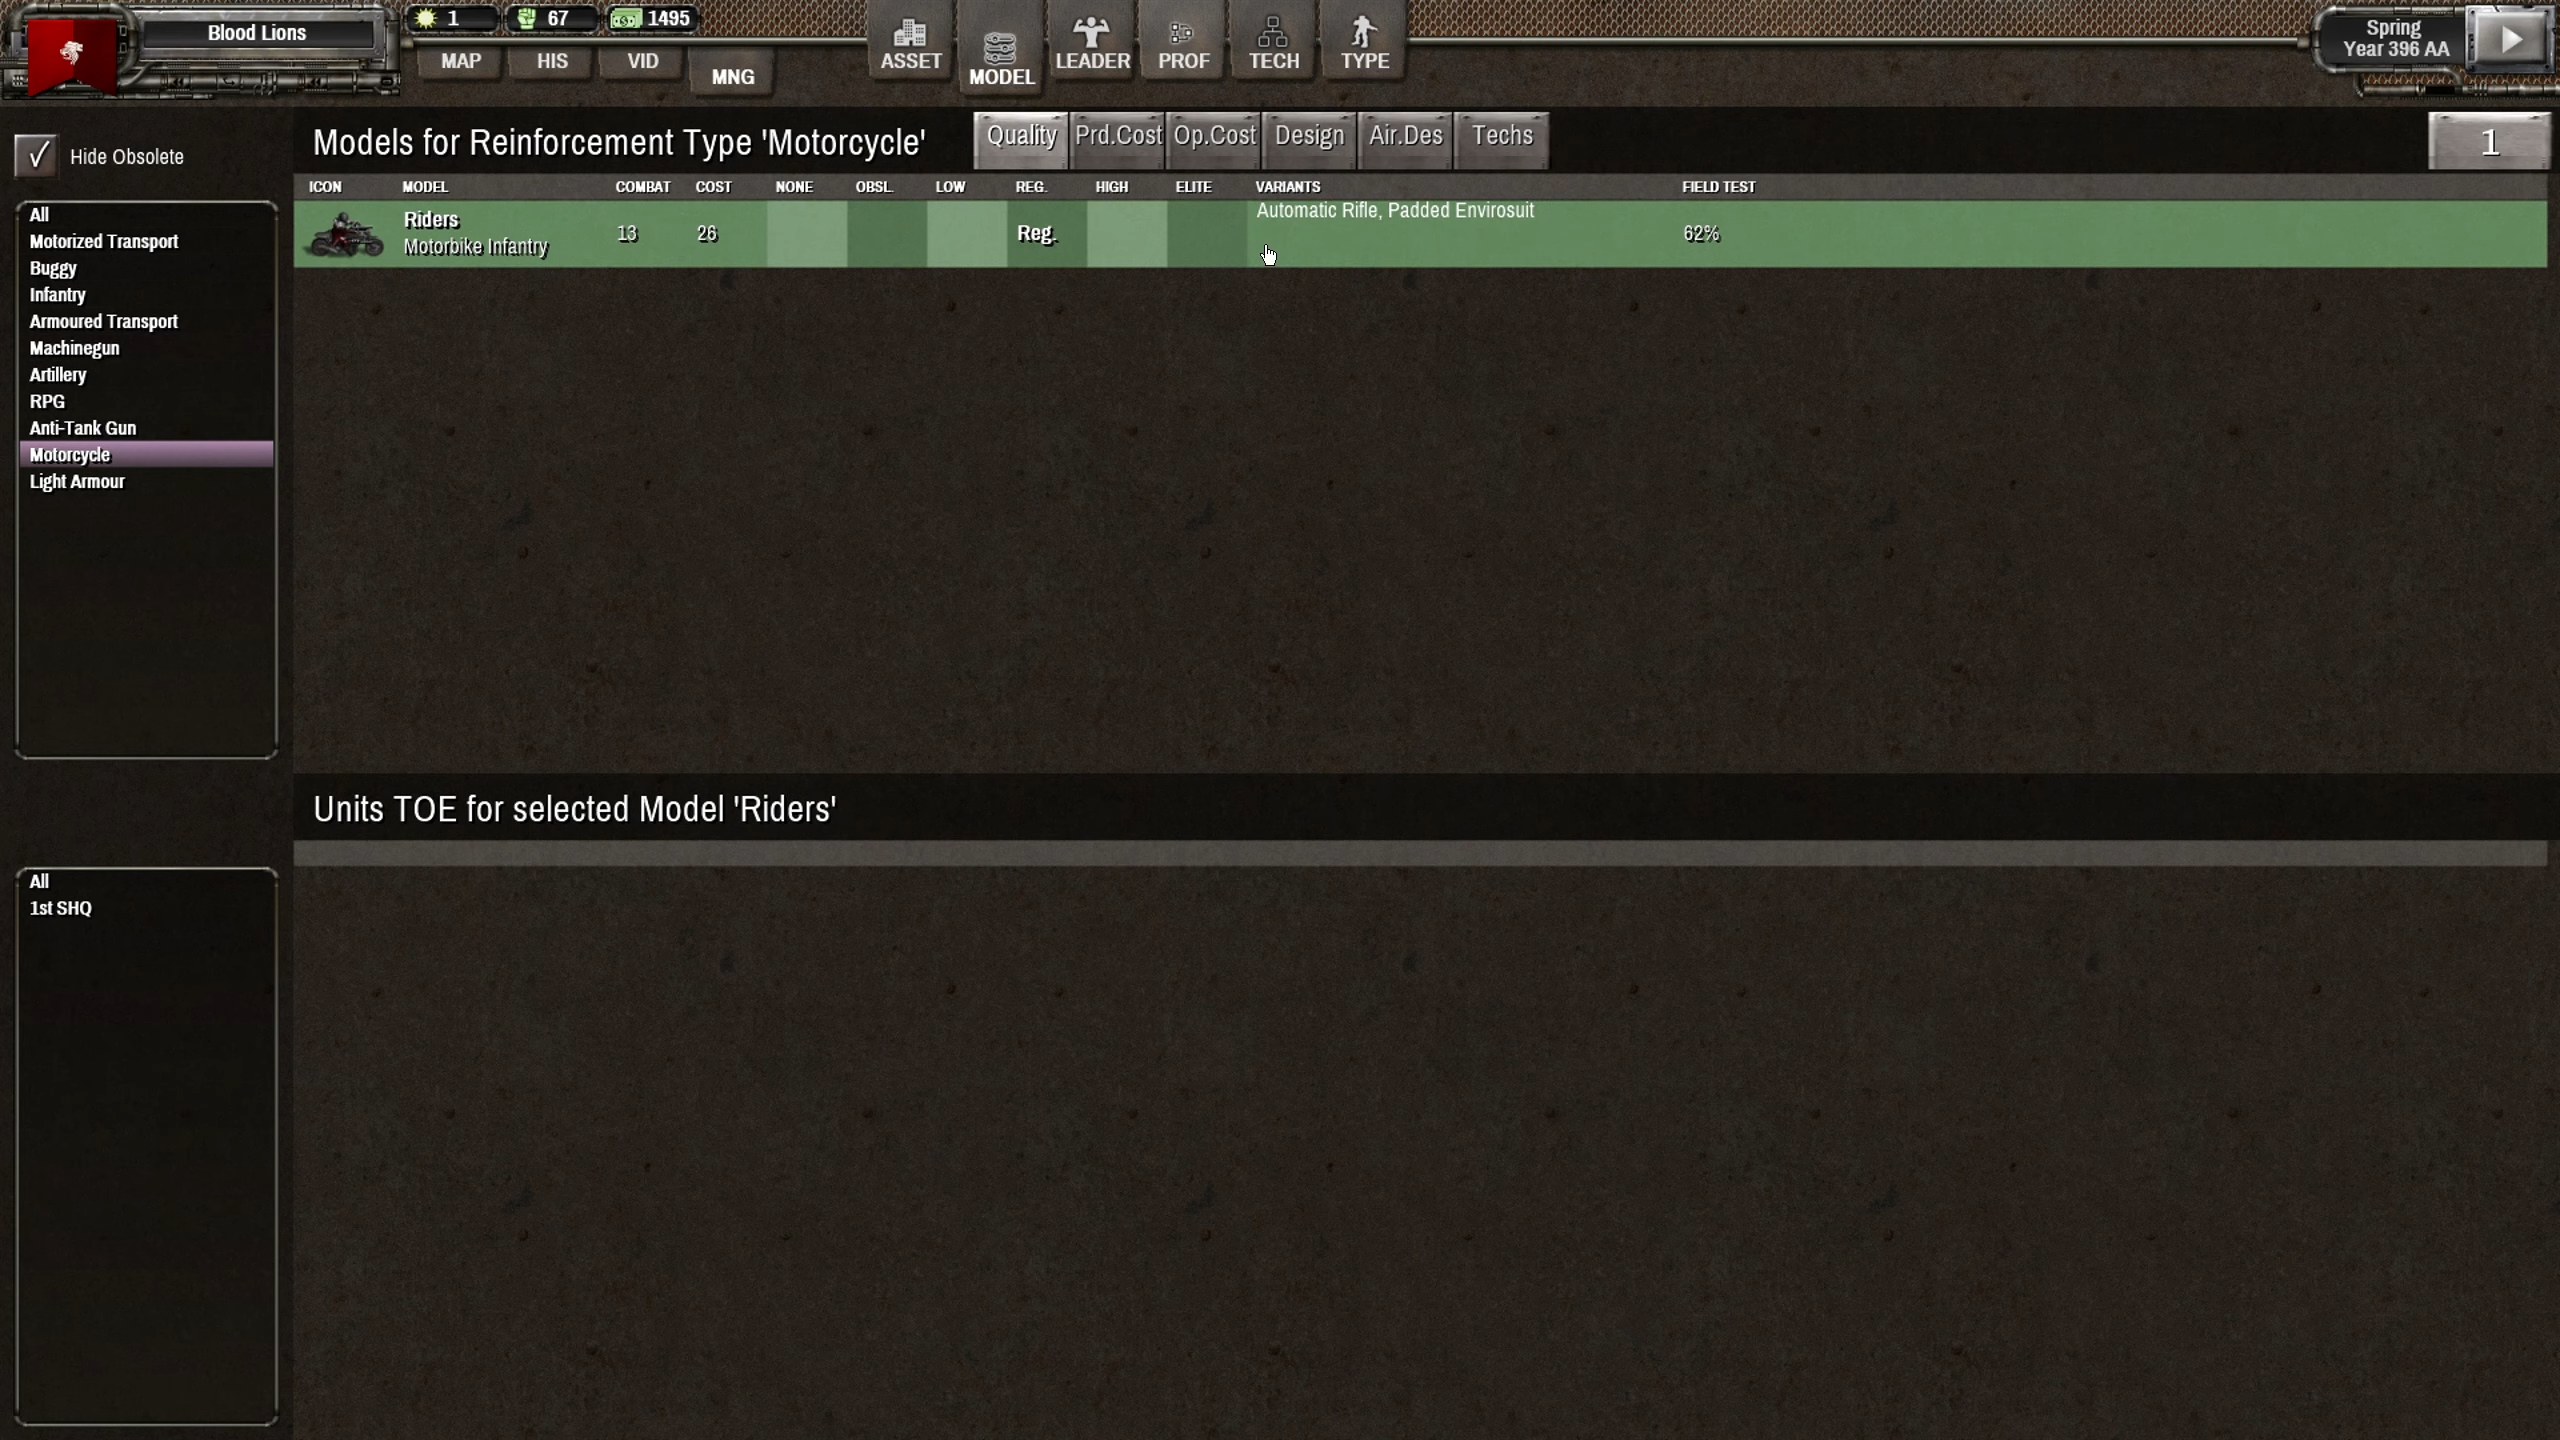 Blood Lions
1
67
1495
MAP
HIS
VID
MNG
ASSET
MODEL
LEADER
PROF
TECH
TYPE
Spring
Year 396 AA
✓ Hide Obsolete
Models for Reinforcement Type 'Motorcycle'
Quality
Prd.Cost
Op.Cost
Design
Air.Des
Techs
1
ICON MODEL COMBAT COST NONE OBSL. LOW REG. HIGH ELITE VARIANTS FIELD TEST
Riders
Motorbike Infantry
13
26
Reg.
Automatic Rifle, Padded Envirosuit
62%
All
Motorized Transport
Buggy
Infantry
Armoured Transport
Machinegun
Artillery
RPG
Anti-Tank Gun
Motorcycle
Light Armour
Units TOE for selected Model 'Riders'
All
1st SHQ